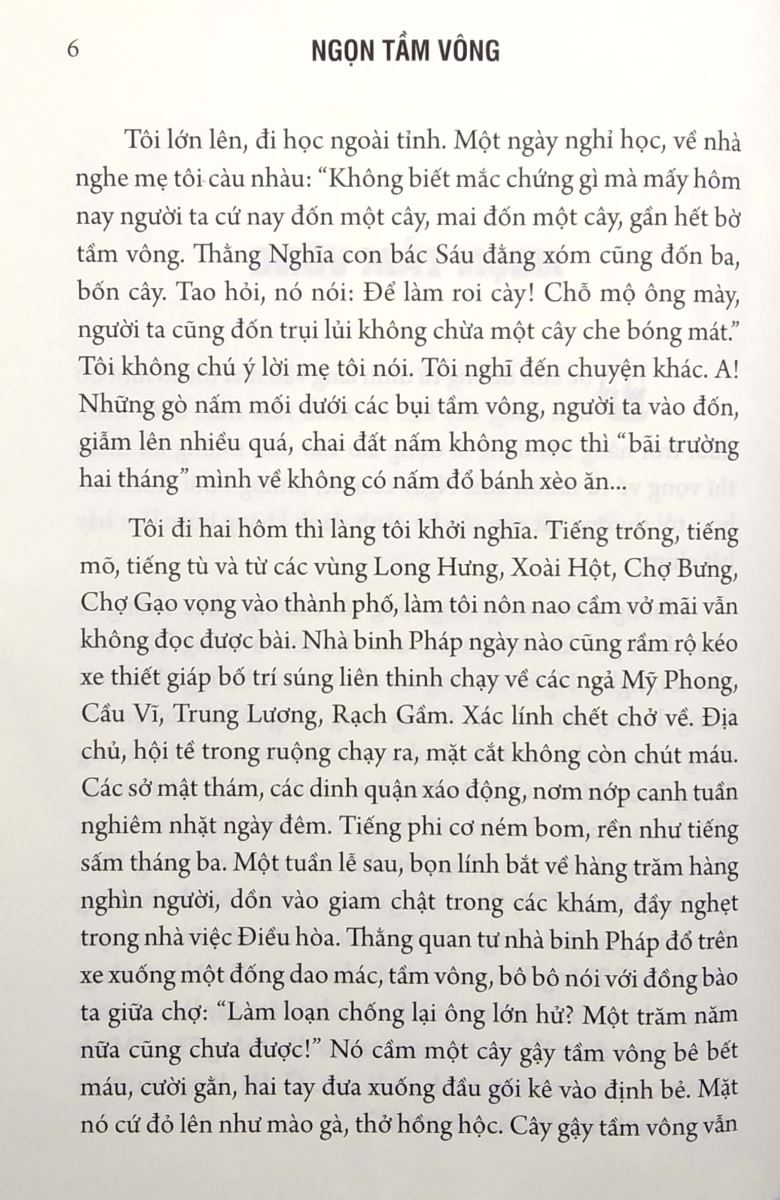 6
NGỌN TẦM VÔNG
Tôi lớn lên, đi học ngoài tỉnh. Một ngày nghỉ học, về nhà
nghe mẹ tôi càu nhàu: “Không biết mắc chứng gì mà mấy hôm
nay người ta cứ nay đốn một cây, mai đốn một cây, gần hết bờ
tầm vông. Thằng Nghĩa con bác Sáu đằng xóm cũng đốn ba,
bốn cây. Tao hỏi, nó nói: Để làm roi cày! Chỗ mộ ông mày,
người ta cũng đốn trụi lủi không chừa một cây che bóng mát.”
Tôi không chú ý lời mẹ tôi nói. Tôi nghĩ đến chuyện khác. A!
Những gò nấm mối dưới các bụi tầm vông, người ta vào đốn,
giẫm lên nhiều quá, chai đất nấm không mọc thì “bãi trường
hai tháng” mình về không có nấm đổ bánh xèo ăn...
Tôi đi hai hôm thì làng tôi khởi nghĩa. Tiếng trống, tiếng
mõ, tiếng tù và từ các vùng Long Hưng, Xoài Hột, Chợ Bưng,
Chợ Gạo vọng vào thành phố, làm tôi nôn nao cầm vở mãi vẫn
không đọc được bài. Nhà binh Pháp ngày nào cũng rầm rộ kéo
xe thiết giáp bố trí súng liên thinh chạy về các ngả Mỹ Phong,
Cầu Vĩ, Trung Lương, Rạch Gầm. Xác lính chết chở về. Địa
chủ, hội tề trong ruộng chạy ra, mặt cắt không còn chút máu.
Các sở mật thám, các dinh quận xáo động, nơm nớp canh tuần
nghiêm nhặt ngày đêm. Tiếng phi cơ ném bom, rền như tiếng
sấm tháng ba. Một tuần lễ sau, bọn lính bắt về hàng trăm hàng
nghìn người, dồn vào giam chật trong các khám, đầy nghẹt
trong nhà việc Điều hòa. Thằng quan tư nhà binh Pháp đổ trên
xe xuống một đống dao mác, tầm vông, bô bô nói với đồng bào
ta giữa chợ: “Làm loạn chống lại ông lớn hử? Một trăm năm
nữa cũng chưa được!” Nó cầm một cây gậy tầm vông bê bết
máu, cười gằn, hai tay đưa xuống đầu gối kê vào định bẻ. Mặt
nó cứ đỏ lên như mào gà, thở hồng hộc. Cây gậy tầm vông vẫn